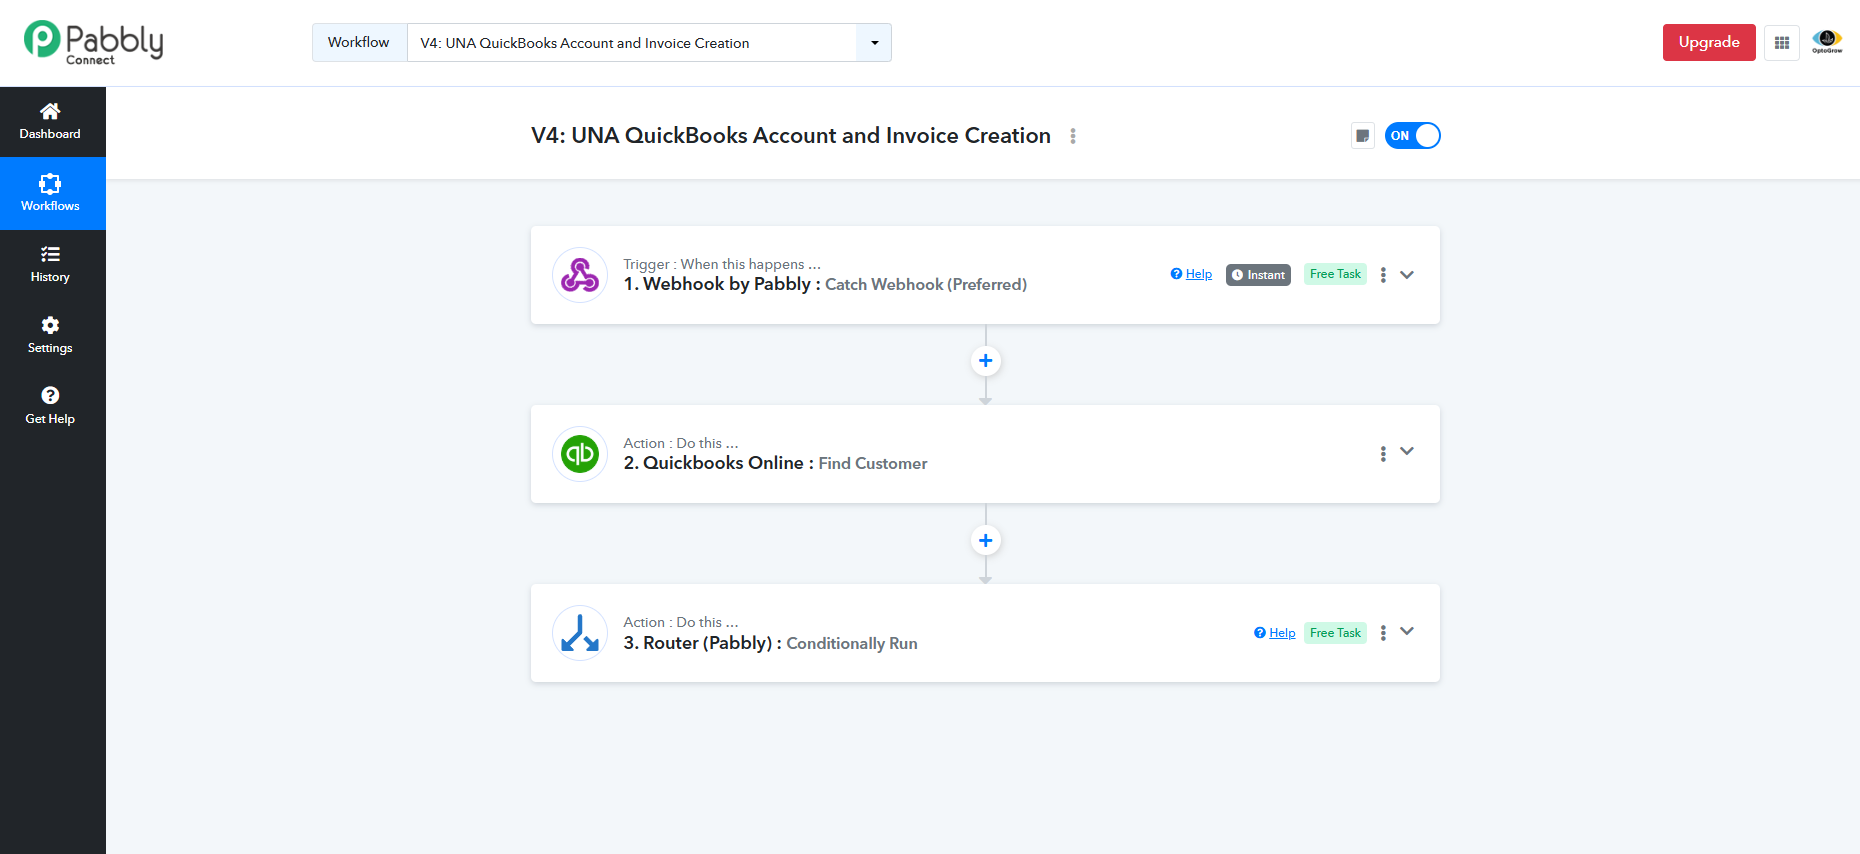 Pabbly
Connect
Workflow
V4: UNA QuickBooks Account and Invoice Creation
Upgrade
OptoGrow
Dashboard
Workflows
History
Settings
Get Help
V4: UNA QuickBooks Account and Invoice Creation
ON
Trigger : When this happens ...
1. Webhook by Pabbly : Catch Webhook (Preferred)
Help
Instant
Free Task
Action : Do this ...
2. Quickbooks Online : Find Customer
Action : Do this ...
3. Router (Pabbly) : Conditionally Run
Help
Free Task